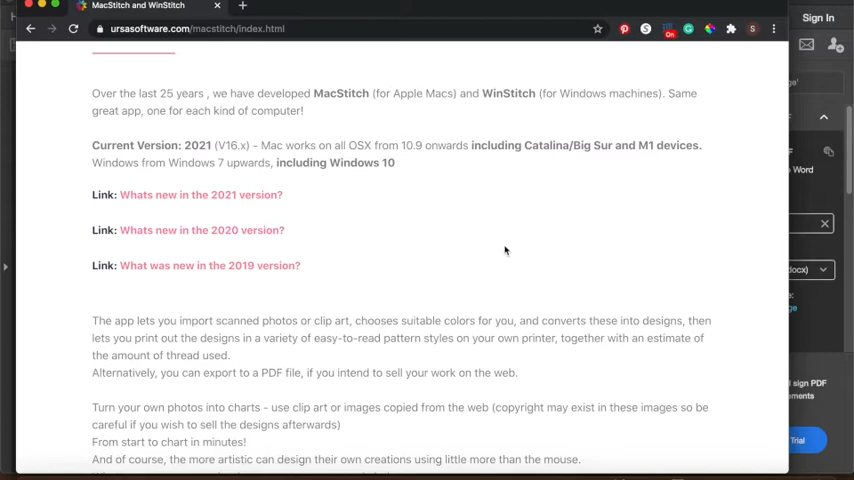 MacStitch and WinStitch
Sign In
ursasoftware.com/macstitch/index.html
On
S
Over the last 25 years , we have developed MacStitch (for Apple Macs) and WinStitch (for Windows machines). Same
great app, one for each kind of computer!
Current Version: 2021 (V16.x) - Mac works on all OSX from 10.9 onwards including Catalina/Big Sur and M1 devices.
Windows from Windows 7 upwards, including Windows 10
Word
Link: Whats new in the 2021 version?
Link: Whats new in the 2020 version?
Link: What was new in the 2019 version?
docx)
The app lets you import scanned photos or clip art, chooses suitable colors for you, and converts these into designs, then
lets you print out the designs in a variety of easy-to-read pattern styles on your own printer, together with an estimate of
the amount of thread used.
Alternatively, you can export to a PDF file, if you intend to sell your work on the web.
sign PDF
Turn your own photos into charts - use clip art or images copied from the web (copyright may exist in these images so be
careful if you wish to sell the designs afterwards)
From start to chart in minutes!
Trial
And of course, the more artistic can design their own creations using little more than the mouse.